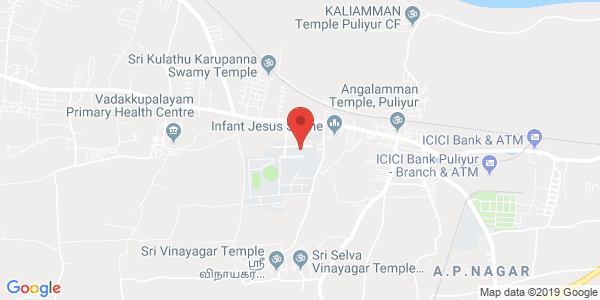 KALIAMMAN
Temple Puliyur CF
Sri Kulathu Karupanna
Swamy Temple
Angalamman
Temple, Puliyur
Vadakkupalayam
Primary Health Centre
Infant Jesus S ne
ICICI Bank & ATM
ICICI Bank Puliyur
- Branch & ATM
Sri Vinayagar Temple
ஸ்ரீ
விநாயகர்...
Sri Selva
Vinayagar Temple...
A.P.NAGAR
Google
Map data ©2019 Google